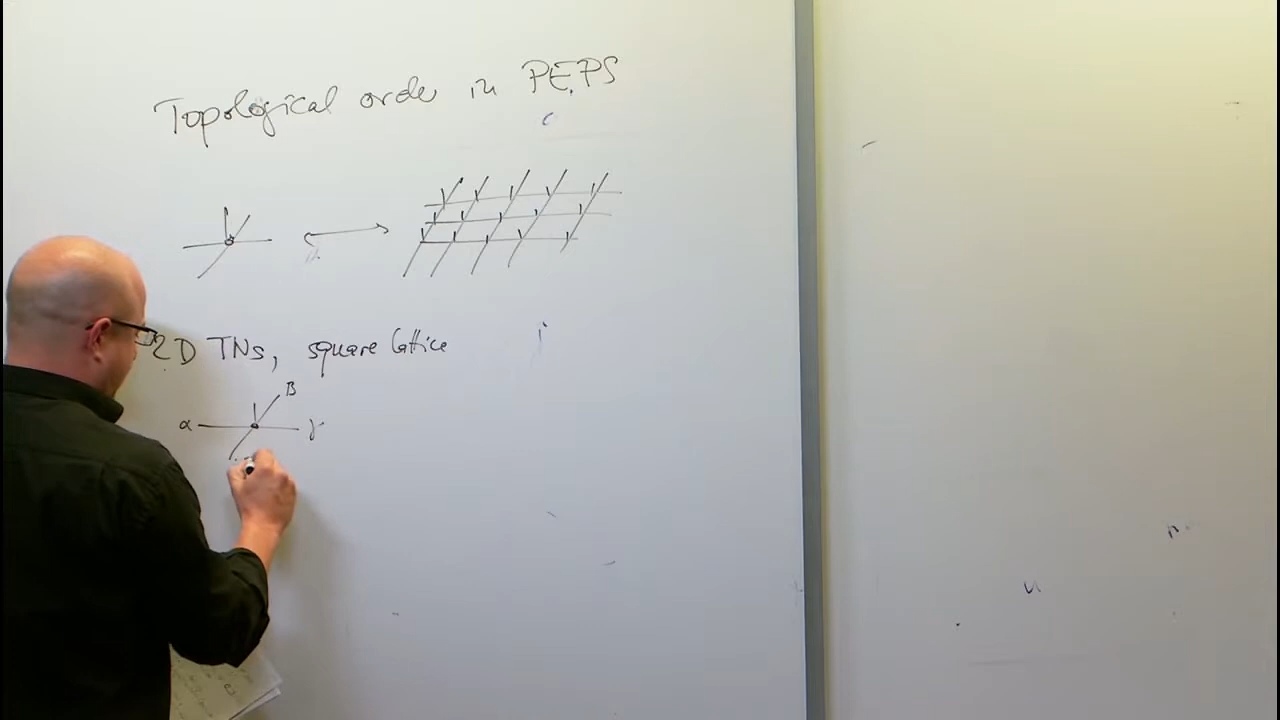 Topological order in PEPS
2D TNs, square lattice
β
α γ